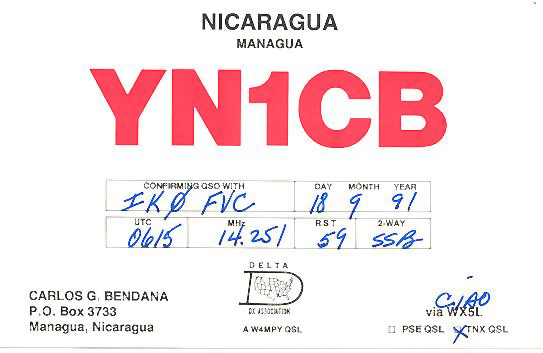 NICARAGUA
MANAGUA
YN1CB
CONFIRMING QSO WITH DAY MONTH YEAR
IKØ FVC 18 9 91
UTC MHz RST 2-WAY
0615 14.251 59 SSB
DELTA
D
DX ASSOCIATION
A W4MPY QSL
CARLOS G. BENDANA
P.O. Box 3733
Managua, Nicaragua
CIAO
via WX5L
☐ PSE QSL X TNX QSL